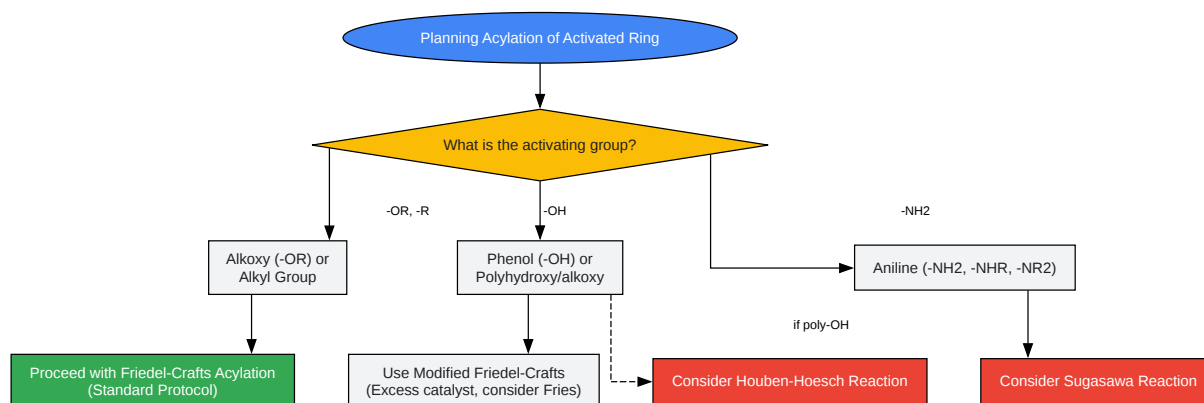 Planning Acylation of Activated Ring
What is the activating group?
-OR, -R
-OH
-NH2
Alkoxy (-OR) or
Alkyl Group
Phenol (-OH) or
Polyhydroxy/alkoxy
Aniline (-NH2, -NHR, -NR2)
if poly-OH
Proceed with Friedel-Crafts Acylation
(Standard Protocol)
Use Modified Friedel-Crafts
(Excess catalyst, consider Fries)
Consider Houben-Hoesch Reaction
Consider Sugasawa Reaction